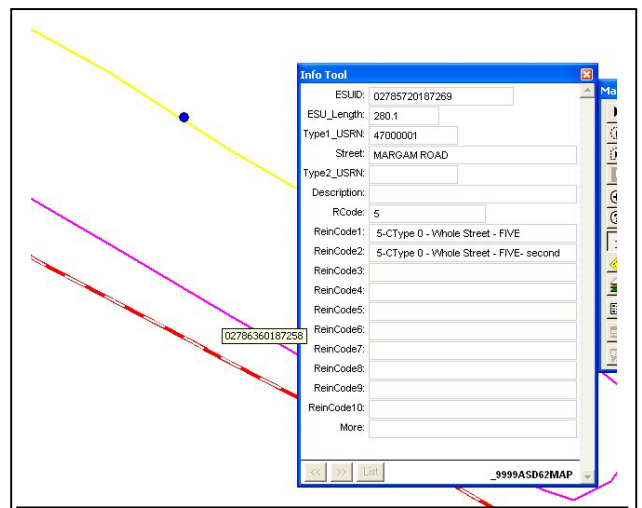 Info Tool
ESUID: 02785720187269
Ma
ESU_Length: 280.1
Type1_USRN: 47000001
Street: MARGAM ROAD
Type2_USRN:
Description:
RCode: 5
ReinCode1: 5-CType 0 - Whole Street - FIVE
ReinCode2: 5-CType 0 - Whole Street - FIVE- second
ReinCode3:
ReinCode4:
ReinCode5:
ReinCode6:
02786360187258
ReinCode7:
ReinCode8:
ReinCode9:
ReinCode10:
More:
<< >> List _9999ASD62MAP